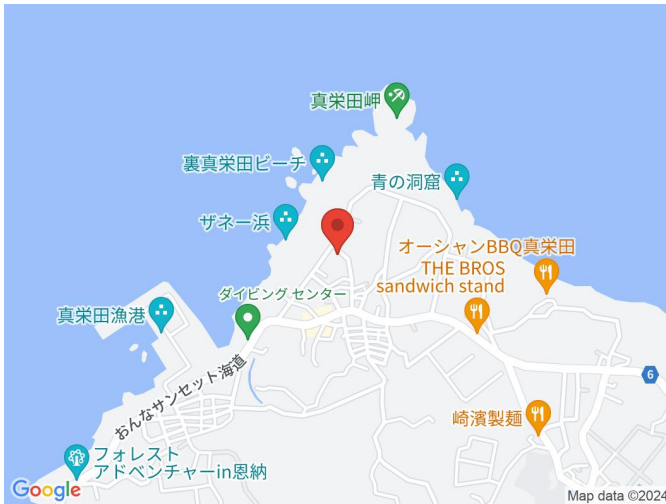 真栄田岬
裏真栄田ビーチ
青の洞窟
ザネー浜
オーシャンBBQ真栄田
THE BROS
sandwich stand
ダイビング センター
真栄田漁港
6
おんなサンセット海道
崎濱製麺
フォレスト
アドベンチャーin恩納
Google
Map data ©2024